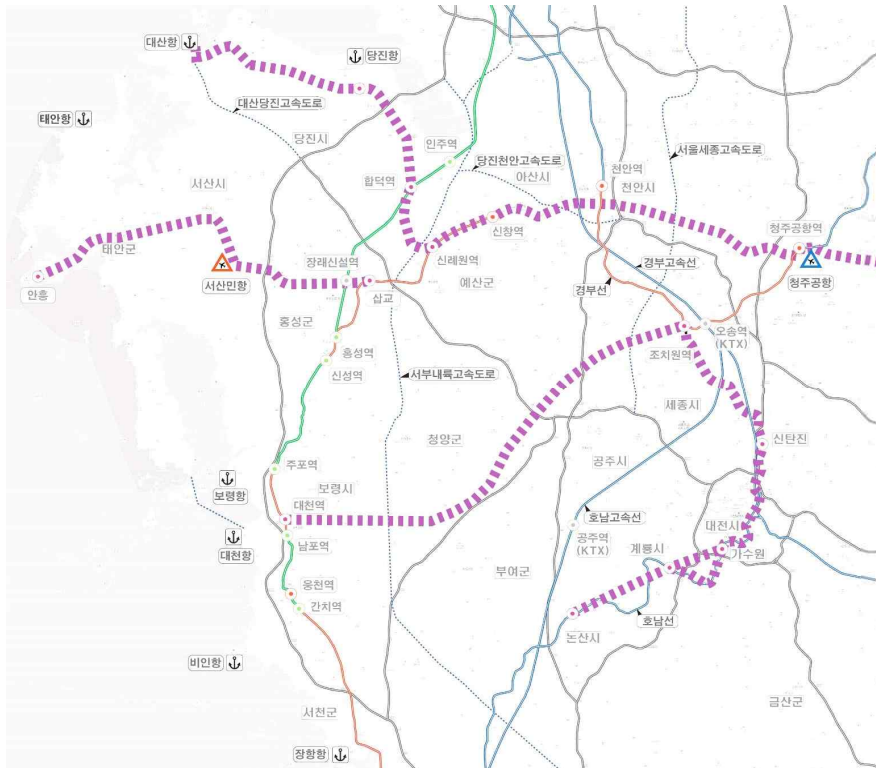 대산항
당진항
대산당진고속도로
태안항
당진시
인주역
당진천안고속도로
서울세종고속도로
아산시
천안역
천안시
합덕역
서산시
신창역
청주공항역
태안군
신례원역
장래신설역
경부고속선
안흥
서산민항
삽교
예산군
경부선
청주공항
홍성군
오송역
(KTX)
홍성역
조치원역
신성역
서부내륙고속도로
세종시
청양군
신탄진
주포역
공주시
보령시
보령항
대천역
호남고속선
대전시
남포역
공주역
(KTX)
계룡시
가수원
대천항
부여군
웅천역
간치역
논산시
호남선
비인항
금산군
서천군
장항항